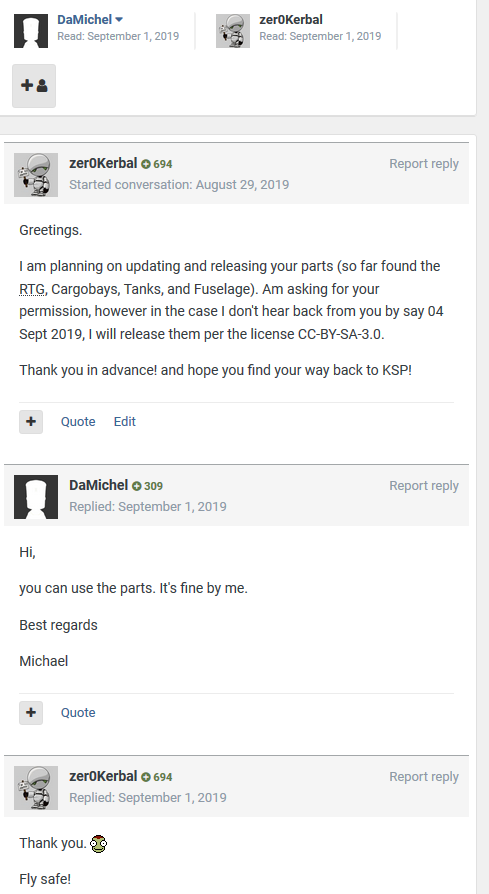 DaMichel
Read: September 1, 2019
zer0Kerbal
Read: September 1, 2019
zer0Kerbal 694
Report reply
Started conversation: August 29, 2019
Greetings.
I am planning on updating and releasing your parts (so far found the
RTG, Cargobays, Tanks, and Fuselage). Am asking for your
permission, however in the case I don't hear back from you by say 04
Sept 2019, I will release them per the license CC-BY-SA-3.0.
Thank you in advance! and hope you find your way back to KSP!
+ Quote Edit
DaMichel 309
Report reply
Replied: September 1, 2019
Hi,
you can use the parts. It's fine by me.
Best regards
Michael
+ Quote
zer0Kerbal 694
Report reply
Replied: September 1, 2019
Thank you.
Fly safe!